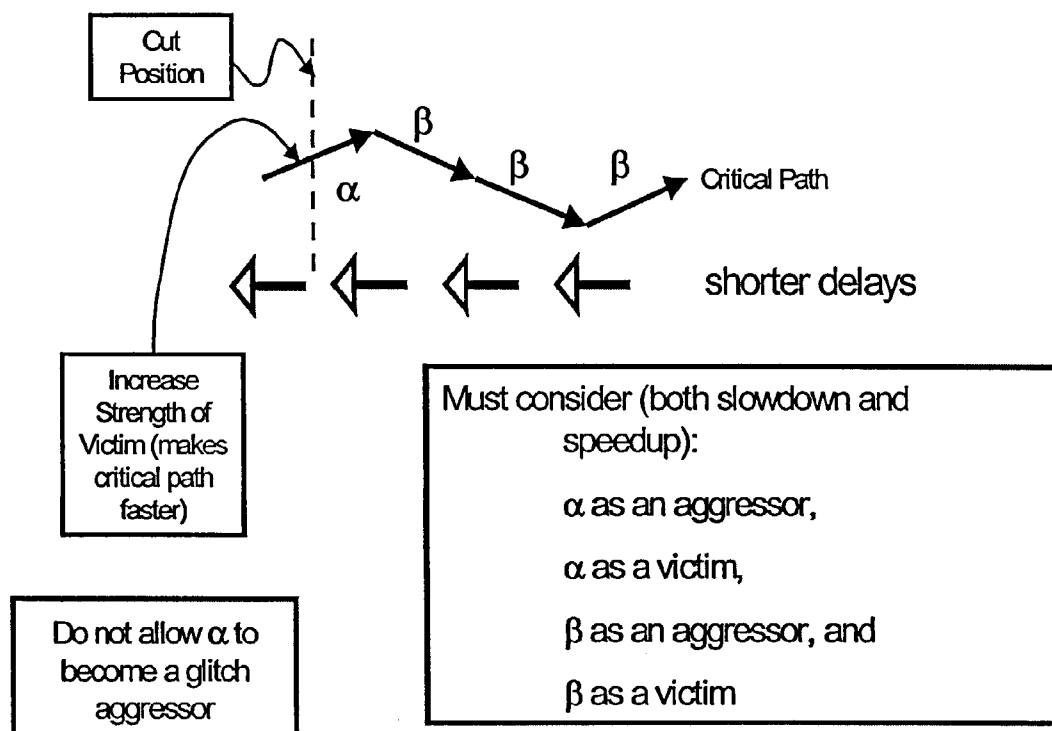 Cut
Position
β
β
β
α
Critical Path
shorter delays
Increase
Strength of
Victim (makes
critical path
faster)
Must consider (both slowdown and
speedup):
α as an aggressor,
α as a victim,
β as an aggressor, and
β as a victim
Do not allow α to
become a glitch
aggressor